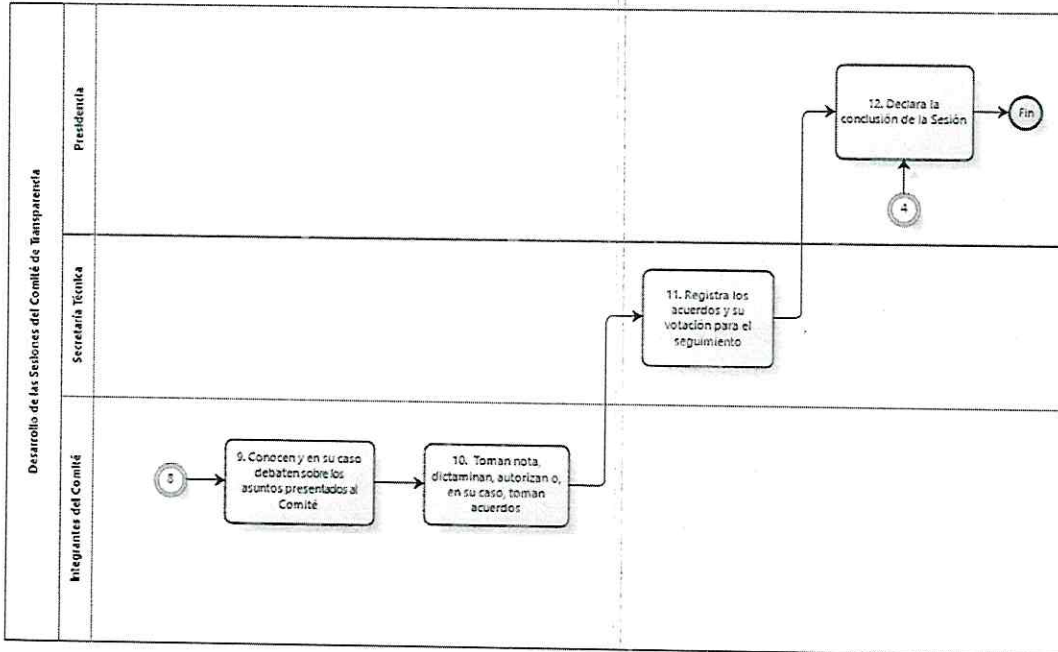 Desarrollo de las Sesiones del Comité de Transparencia
Presidencia
12. Declara la
conclusión de la Sesión
Fin
4
Secretaría Técnica
11. Registra los
acuerdos y su
votación para el
seguimiento
Integrantes del Comité
8
9. Conocen y en su caso
debaten sobre los
asuntos presentados al
Comité
10. Toman nota,
dictaminan, autorizan o,
en su caso, toman
acuerdos